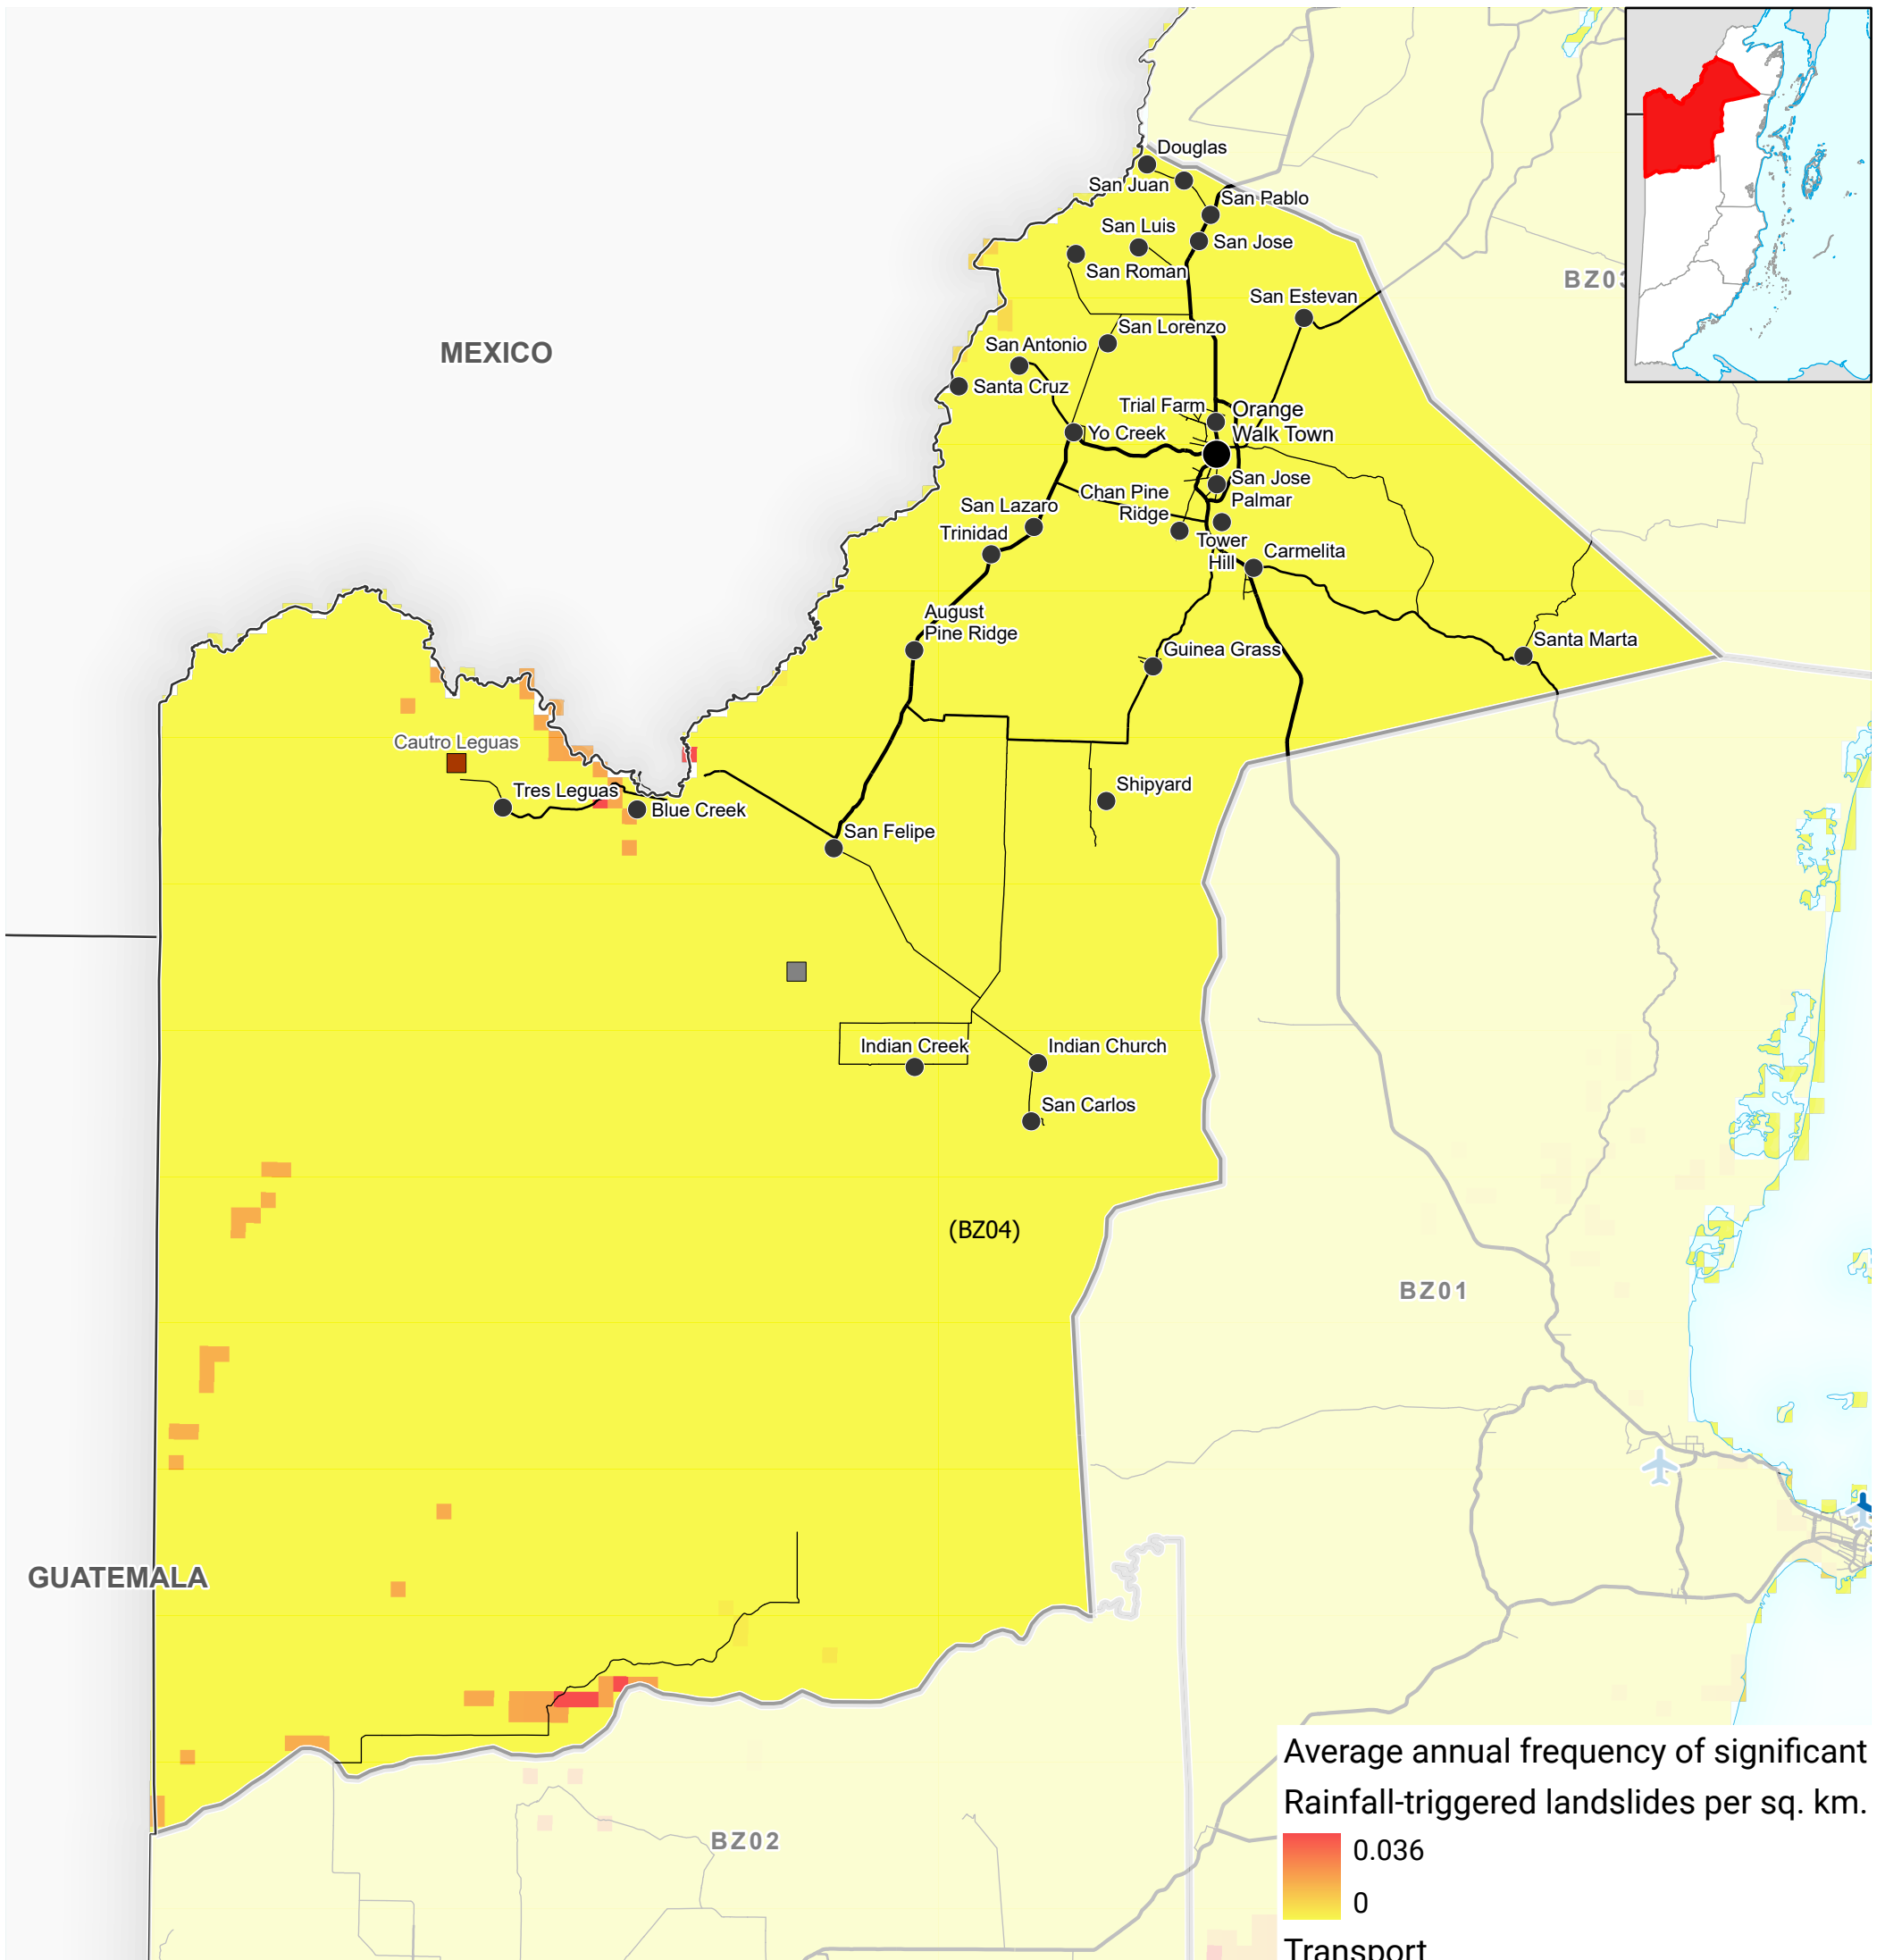 Douglas
San Juan
San Pablo
San Luis
San Jose
San Roman
BZ03
San Estevan
San Lorenzo
MEXICO
San Antonio
Santa Cruz
Trial Farm
Orange
Walk Town
Yo Creek
San Jose
Palmar
Chan Pine
Ridge
San Lazaro
Trinidad
Tower
Hill
Carmelita
August
Pine Ridge
Santa Marta
Guinea Grass
Cautro Leguas
Tres Leguas
Blue Creek
Shipyard
San Felipe
Indian Creek
Indian Church
San Carlos
(BZ04)
BZ01
GUATEMALA
BZ02
Average annual frequency of significant
Rainfall-triggered landslides per sq. km.
0.036
0
Transport